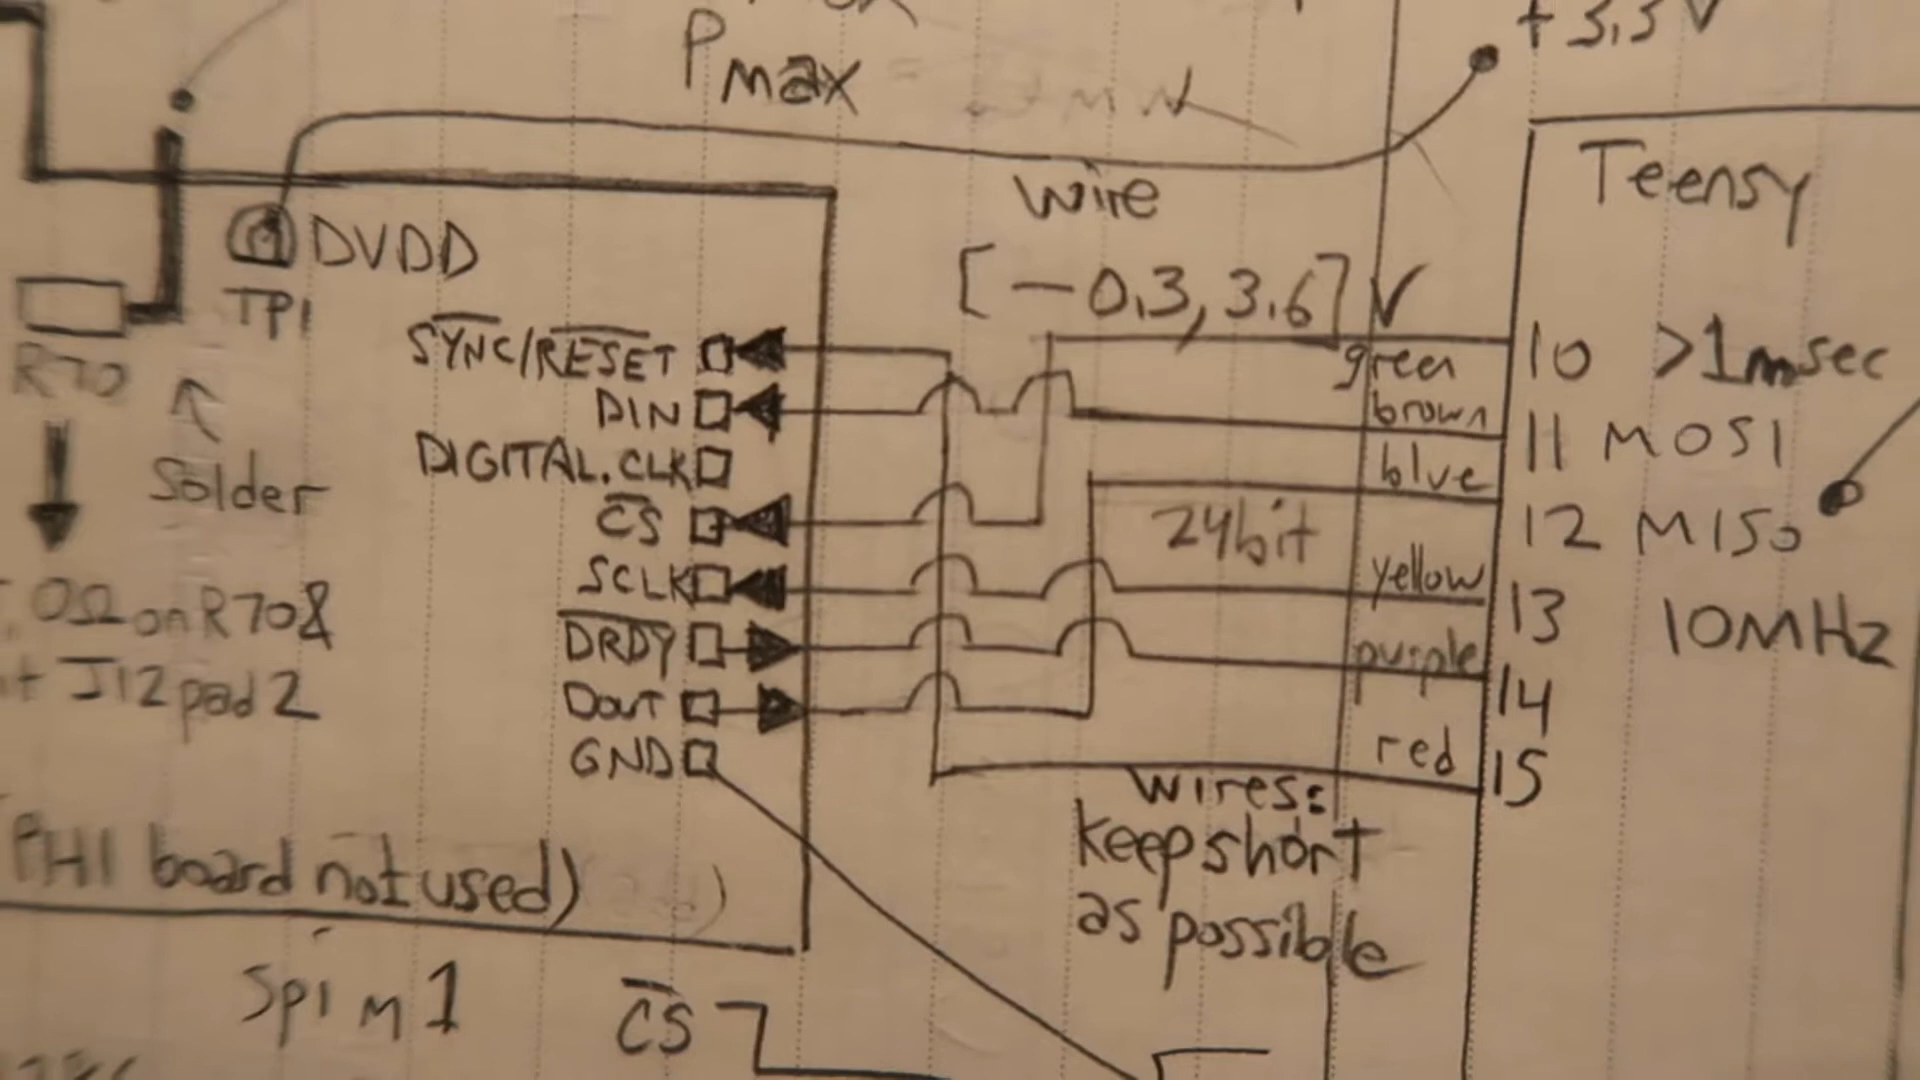 +3.3V
Pmax
wire
Teensy
DVDD
TP1
[-0.3, 3.6] V
SYNC/RESET
green
10 >1msec
R70
DIN
brown
11 MOSI
DIGITAL.CLK
blue
Solder
CS
24bit
12 MISO
SCLK
yellow
13 10MHz
0Ω on R70&
DRDY
purple
J12 pad 2
DOUT
14
GND
red
15
wires:
keep short
as possible
PHI board not used)
Spi m1
CS